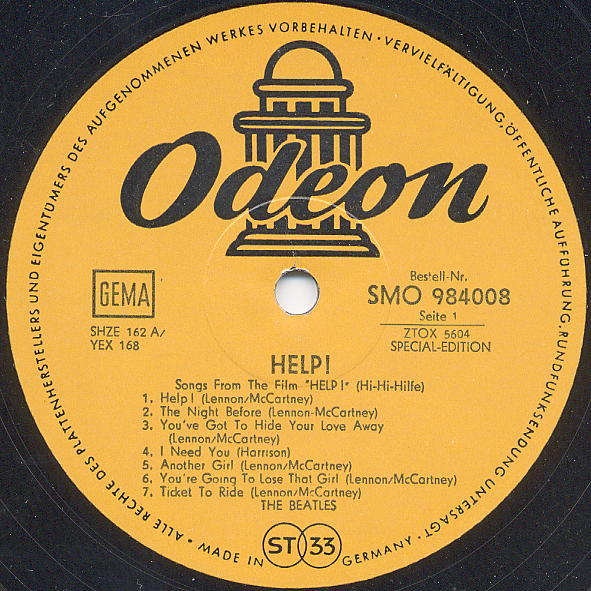 ALLE RECHTE DES PLATTENHERSTELLERS UND EIGENTUMERS DES AUFGENOMMENEN WERKES VORBEHALTEN · VERVIELFÄLTIGUNG, ÖFFENTLICHE AUFFÜHRUNG, RUNDFUNKSENDUNG UNTERSAGT ·
Odeon
GEMA
SHZE 162 A/
YEX 168
Bestell-Nr.
SMO 984008
Seite 1
ZTOX 5604
SPECIAL-EDITION
HELP!
Songs From The Film "HELP!" (Hi-Hi-Hilfe)
1. Help! (Lennon/McCartney)
2. The Night Before (Lennon-McCartney)
3. You've Got To Hide Your Love Away
(Lennon/McCartney)
4. I Need You (Harrison)
5. Another Girl (Lennon/McCartney)
6. You're Going To Lose That Girl (Lennon/McCartney)
7. Ticket To Ride (Lennon/McCartney)
THE BEATLES
MADE IN GERMANY
ST 33